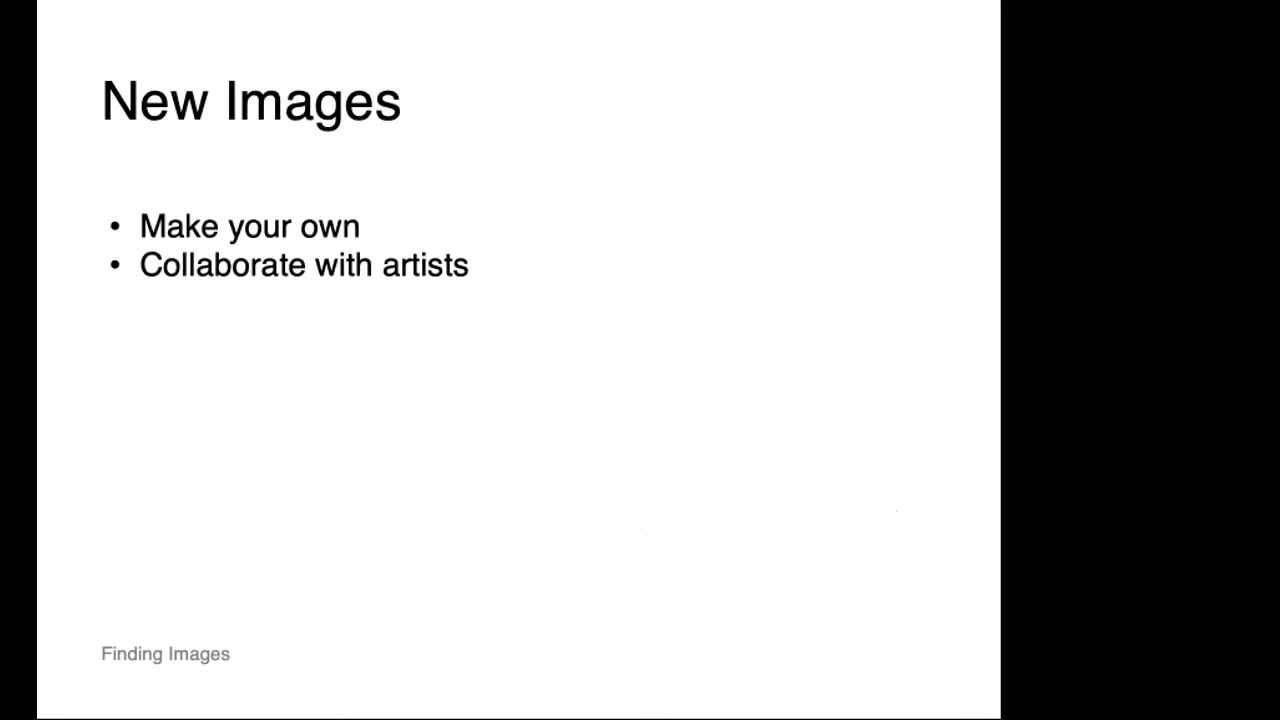 New Images
• Make your own
• Collaborate with artists
Finding Images